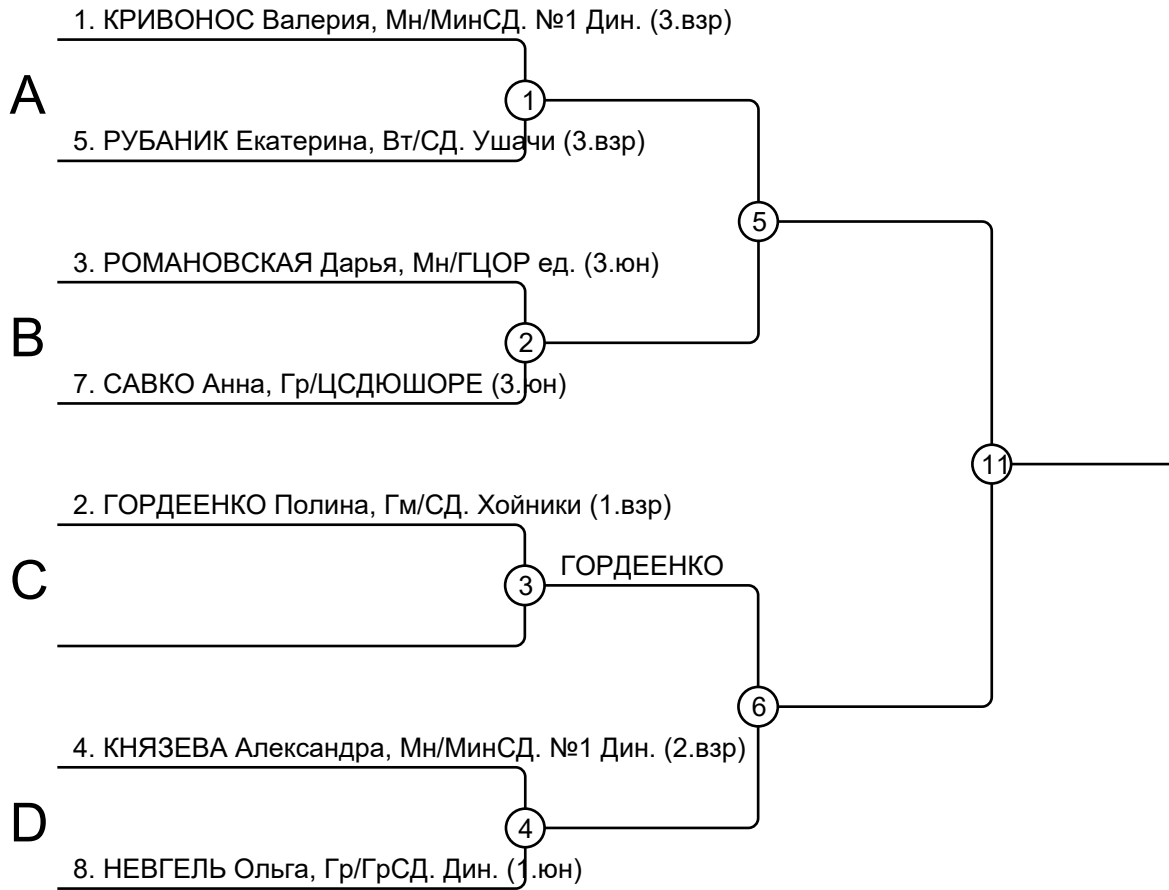 1. КРИВОНОС Валерия, Мн/МинСД. №1 Дин. (3.взр)
A
1
5. РУБАНИК Екатерина, Вт/СД. Ушачи (3.взр)
5
3. РОМАНОВСКАЯ Дарья, Мн/ГЦОР ед. (3.юн)
B
2
7. САВКО Анна, Гр/ЦСДЮШОРЕ (3.юн)
11
2. ГОРДЕЕНКО Полина, Гм/СД. Хойники (1.взр)
ГОРДЕЕНКО
C
3
6
4. КНЯЗЕВА Александра, Мн/МинСД. №1 Дин. (2.взр)
D
4
8. НЕВГЕЛЬ Ольга, Гр/ГрСД. Дин. (1.юн)